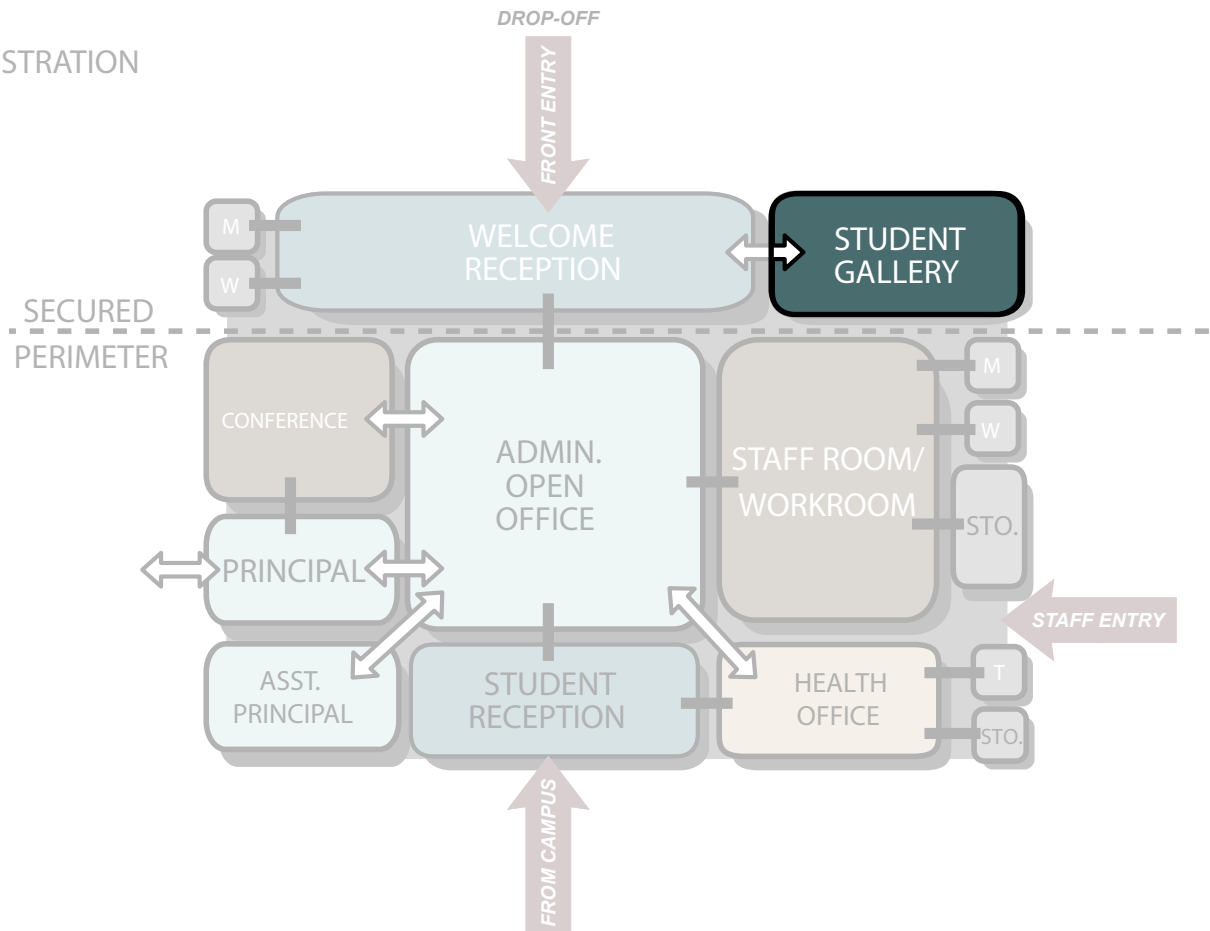 DROP-OFF
STRATION
FRONT ENTRY
M
W
WELCOME
RECEPTION
STUDENT
GALLERY
SECURED
PERIMETER
CONFERENCE
ADMIN.
OPEN
OFFICE
STAFF ROOM/
WORKROOM
M
W
STO.
PRINCIPAL
STAFF ENTRY
ASST.
PRINCIPAL
STUDENT
RECEPTION
HEALTH
OFFICE
T
STO.
FROM CAMPUS